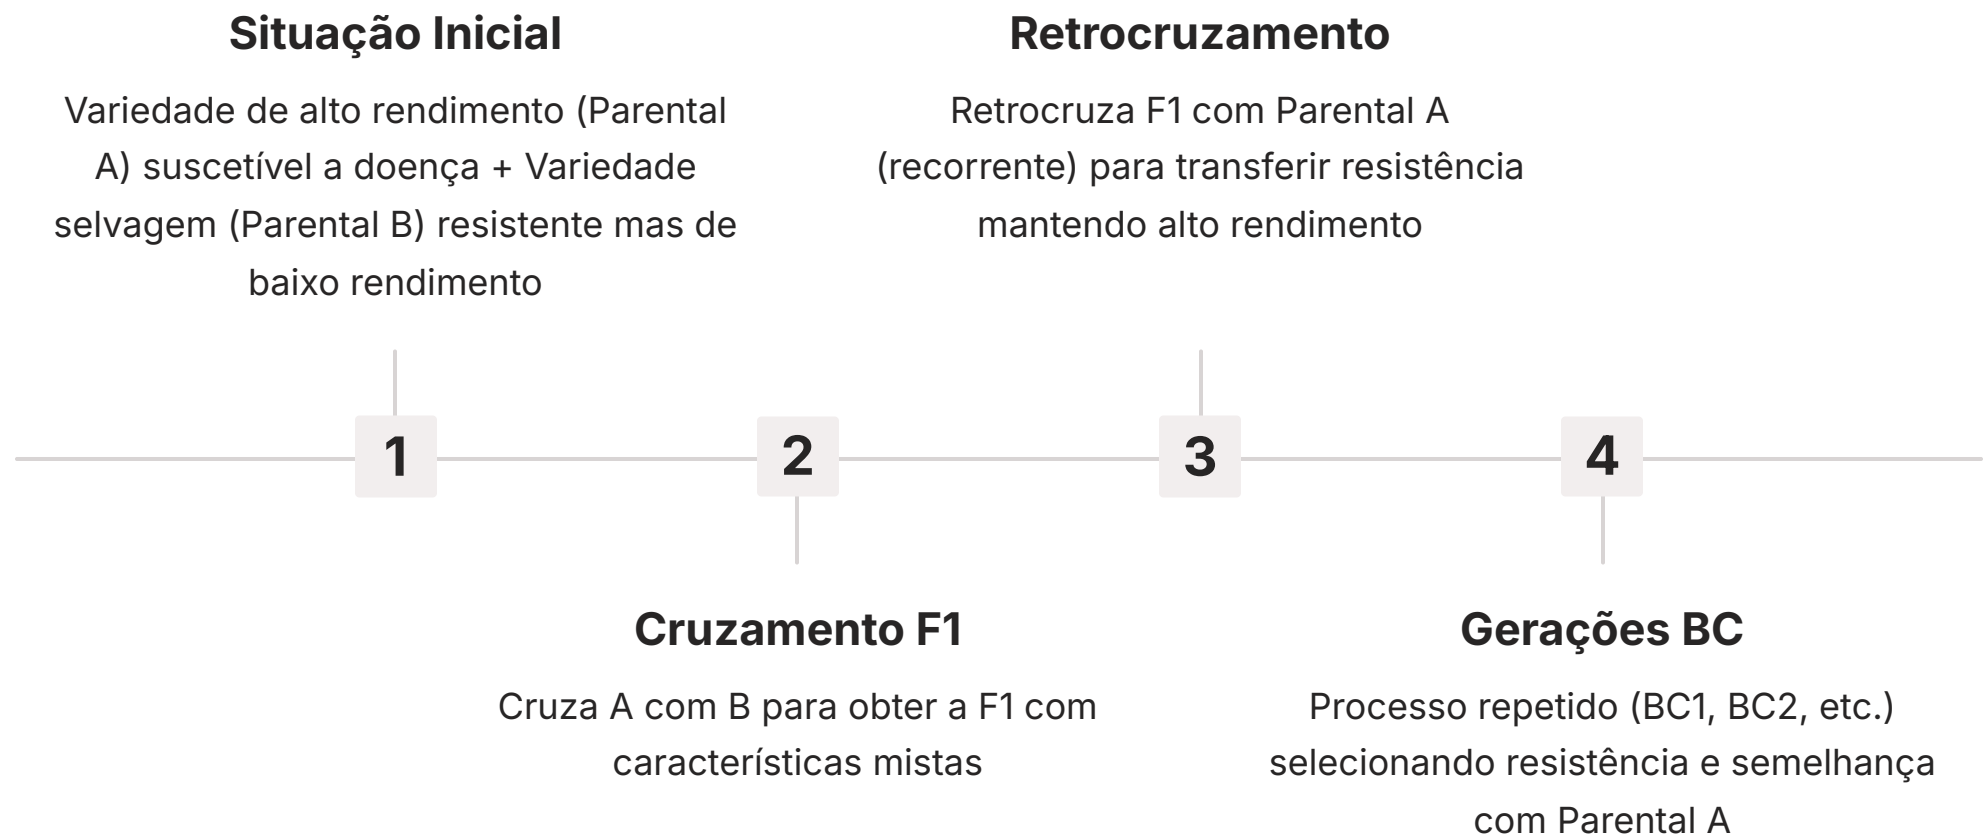 Situação Inicial
Variedade de alto rendimento (Parental
A) suscetível a doença + Variedade
selvagem (Parental B) resistente mas de
baixo rendimento
Retrocruzamento
Retrocruza F1 com Parental A
(recorrente) para transferir resistência
mantendo alto rendimento
1
2
3
4
Cruzamento F1
Cruza A com B para obter a F1 com
características mistas
Gerações BC
Processo repetido (BC1, BC2, etc.)
selecionando resistência e semelhança
com Parental A